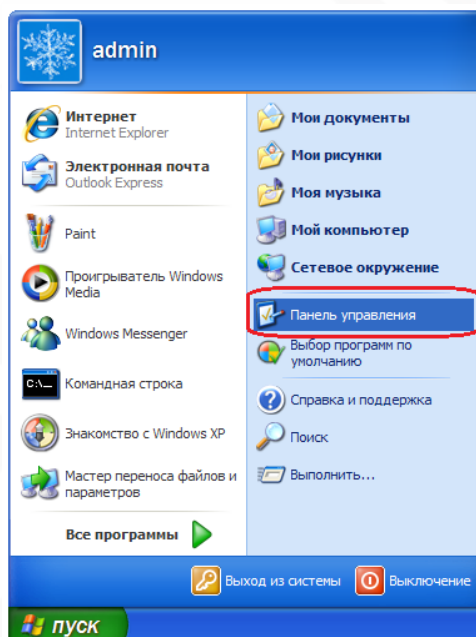 admin
Интернет
Internet Explorer
Электронная почта
Outlook Express
Paint
Проигрыватель Windows
Media
Windows Messenger
C:\_
Командная строка
Знакомство с Windows XP
Мастер переноса файлов и
параметров
Все программы
Мои документы
Мои рисунки
Моя музыка
Мой компьютер
Сетевое окружение
Панель управления
Выбор программ по
умолчанию
Справка и поддержка
Поиск
Выполнить...
Выход из системы
Выключение
пуск